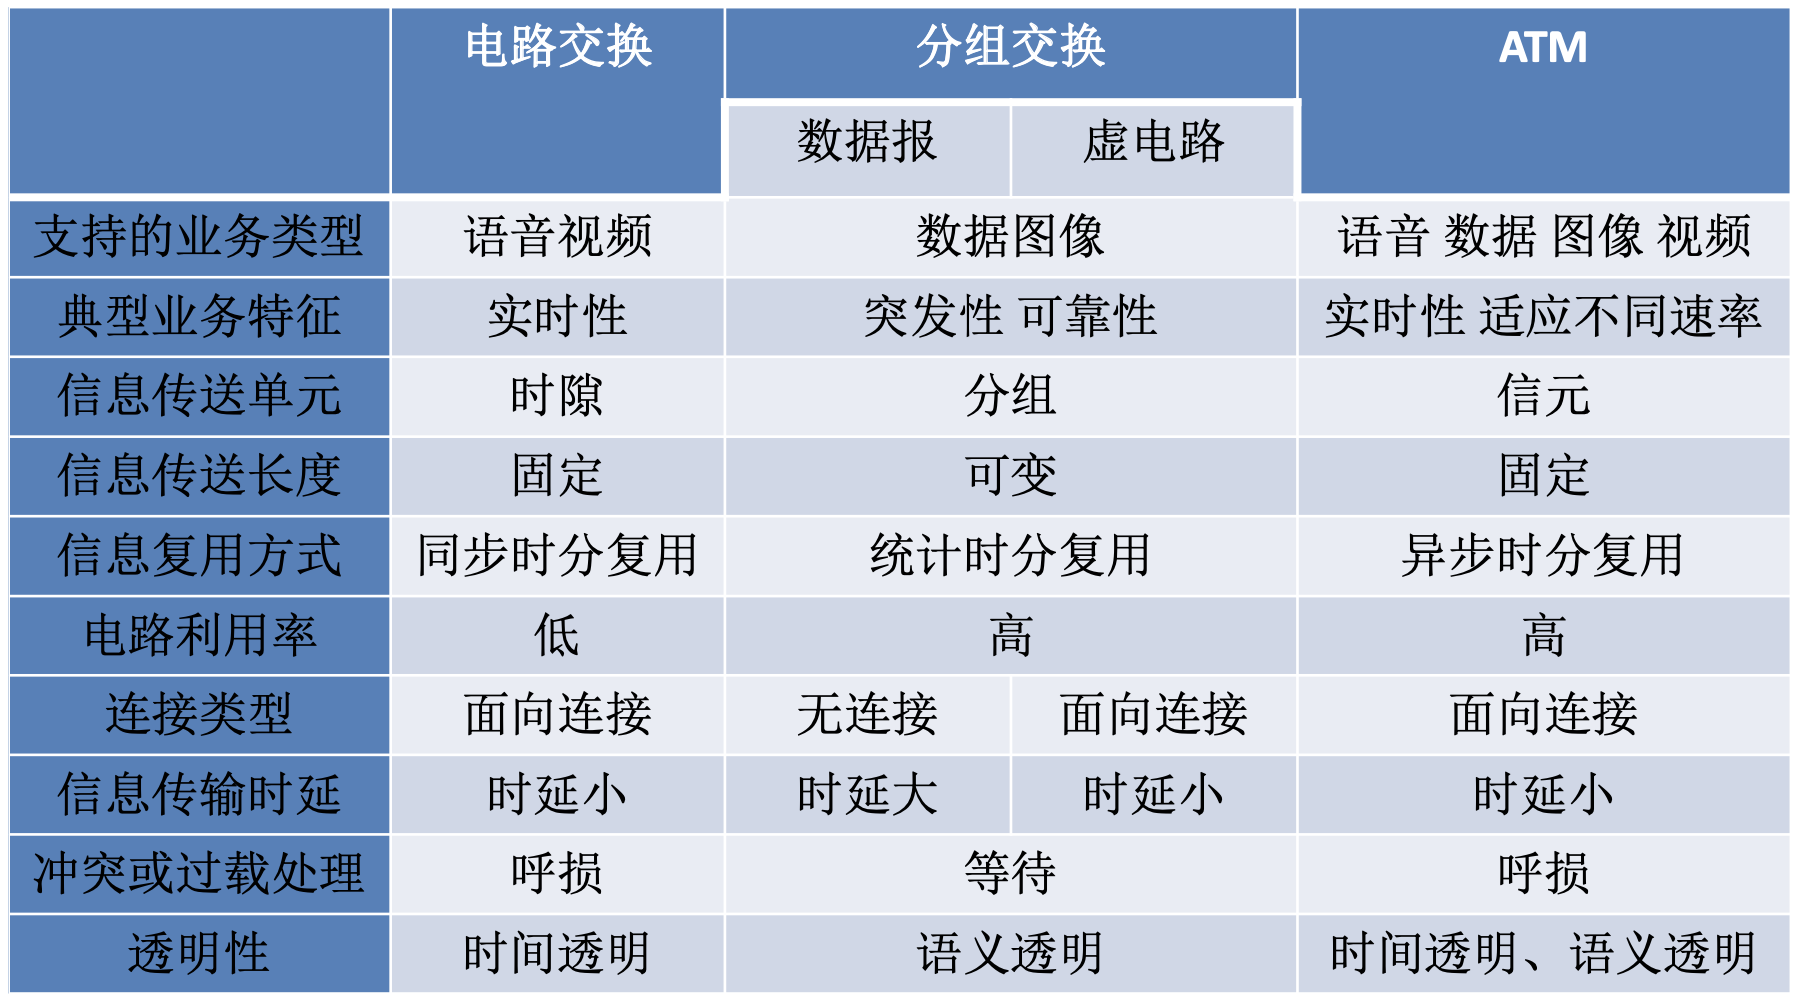 电路交换 分组交换 ATM
数据报 虚电路
支持的业务类型 语音视频 数据图像 语音 数据 图像 视频
典型业务特征 实时性 突发性 可靠性 实时性 适应不同速率
信息传送单元 时隙 分组 信元
信息传送长度 固定 可变 固定
信息复用方式 同步时分复用 统计时分复用 异步时分复用
电路利用率 低 高 高
连接类型 面向连接 无连接 面向连接 面向连接
信息传输时延 时延小 时延大 时延小 时延小
冲突或过载处理 呼损 等待 呼损
透明性 时间透明 语义透明 时间透明、语义透明